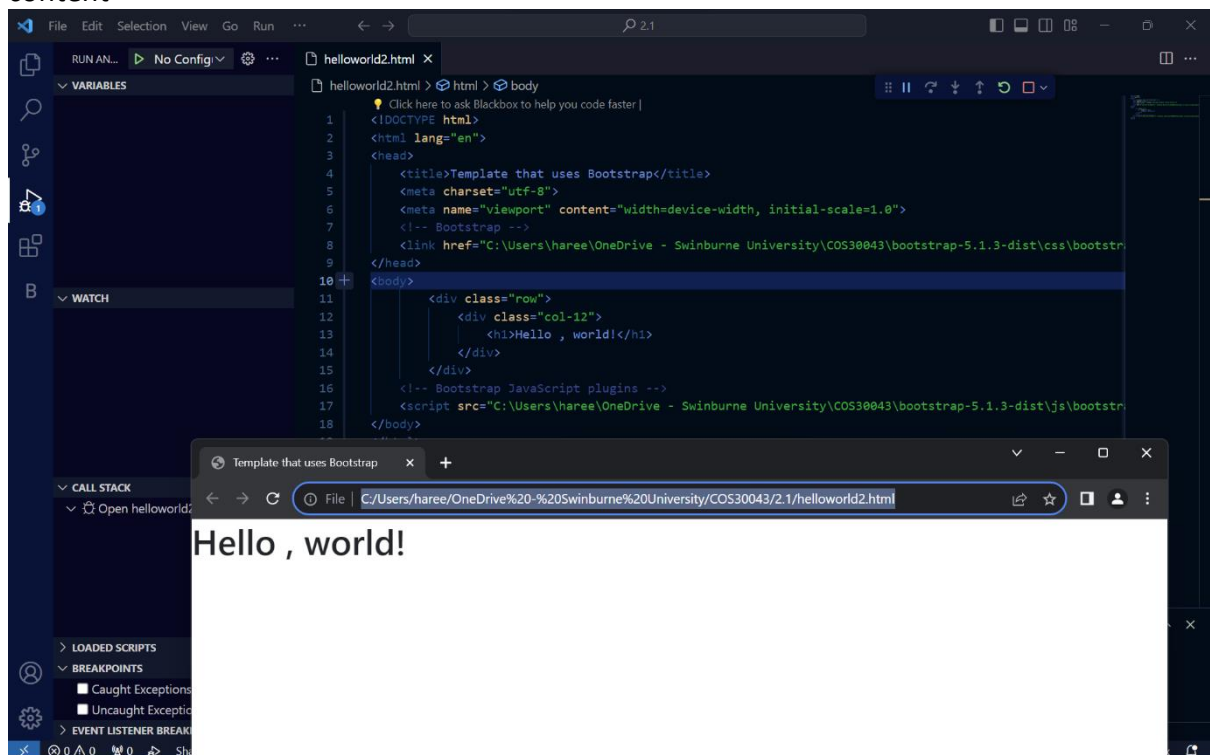 content
File Edit Selection View Go Run ··· 2.1
RUN AN... No Config
helloworld2.html
VARIABLES
helloworld2.html > html > body
Click here to ask Blackbox to help you code faster |
1 <!DOCTYPE html>
2 <html lang="en">
3 <head>
4 <title>Template that uses Bootstrap</title>
5 <meta charset="utf-8">
6 <meta name="viewport" content="width=device-width, initial-scale=1.0">
7 <!-- Bootstrap -->
8 <link href="C:\Users\haree\OneDrive - Swinburne University\COS30043\bootstrap-5.1.3-dist\css\bootstr
9 </head>
10 <body>
WATCH
11 <div class="row">
12 <div class="col-12">
13 <h1>Hello , world!</h1>
14 </div>
15 </div>
16 <!-- Bootstrap JavaScript plugins -->
17 <script src="C:\Users\haree\OneDrive - Swinburne University\COS30043\bootstrap-5.1.3-dist\js\bootstr
18 </body>
Template that uses Bootstrap
CALL STACK
Open helloworld2
File | C:/Users/haree/OneDrive%20-%20Swinburne%20University/COS30043/2.1/helloworld2.html
Hello , world!
LOADED SCRIPTS
BREAKPOINTS
Caught Exceptions
Uncaught Exceptio
EVENT LISTENER BREAK
0 0 0 Sha
B
1